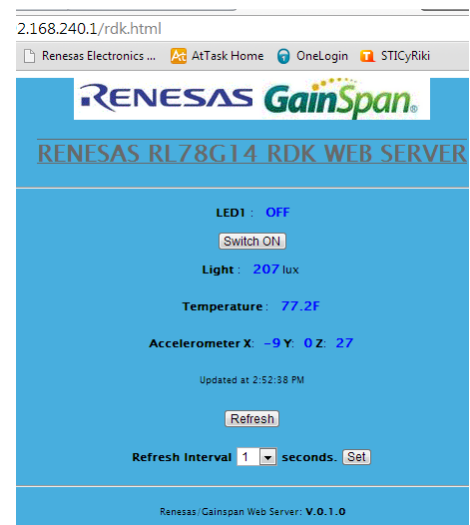 2.168.240.1/rdk.html
Renesas Electronics ... AtTask Home OneLogin STICyRiki
RENESAS GainSpan®
RENESAS RL78G14 RDK WEB SERVER
LED1 : OFF
Switch ON
Light : 207 lux
Temperature : 77.2F
Accelerometer X: -9 Y: 0 Z: 27
Updated at 2:52:38 PM
Refresh
Refresh Interval 1 seconds. Set
Renesas/Gainspan Web Server: V.0.1.0